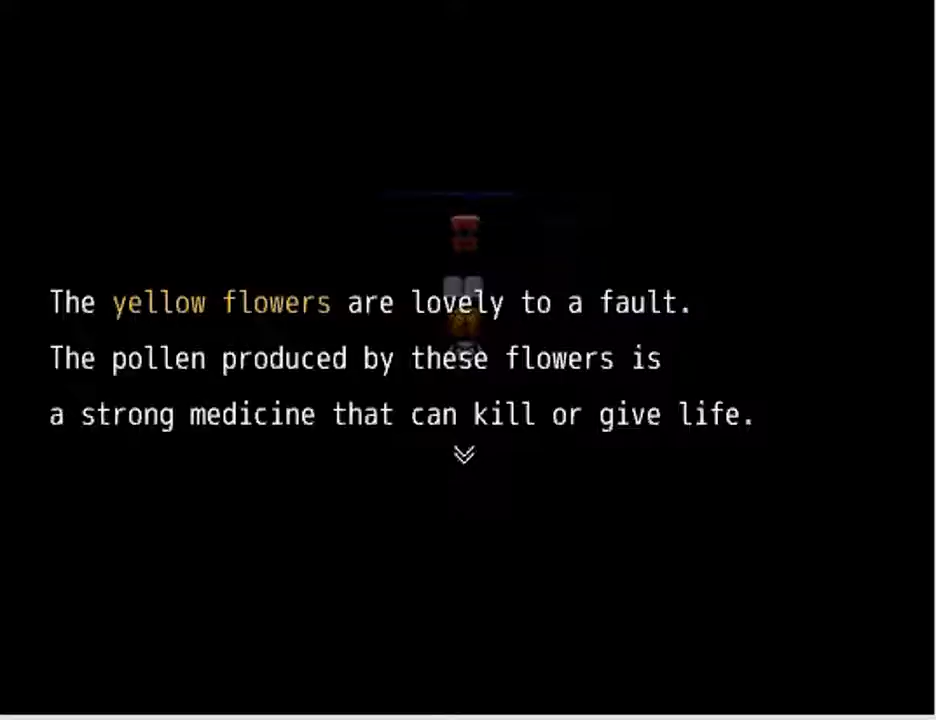 The yellow flowers are lovely to a fault.
The pollen produced by these flowers is
a strong medicine that can kill or give life.